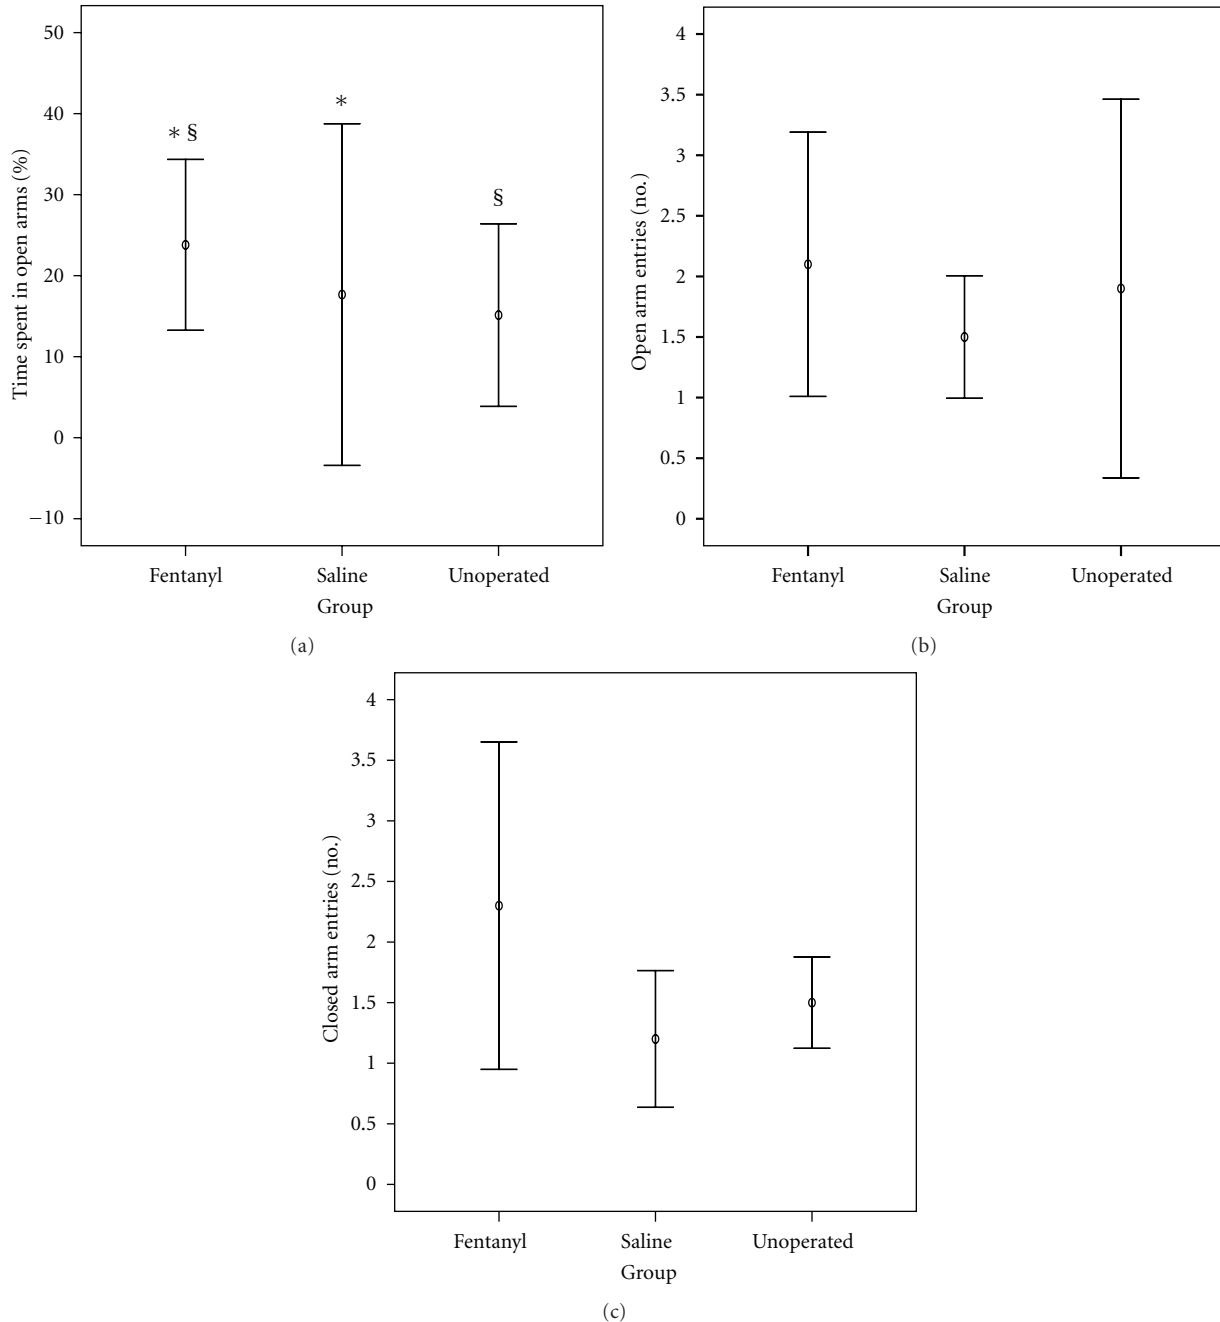 Time spent in open arms (%)
50
40
30
20
10
0
−10
* §
*
§
Fentanyl Saline Unoperated
Group
(a)
Open arm entries (no.)
4
3.5
3
2.5
2
1.5
1
0.5
0
Fentanyl Saline Unoperated
Group
(b)
Closed arm entries (no.)
4
3.5
3
2.5
2
1.5
1
0.5
0
Fentanyl Saline Unoperated
Group
(c)